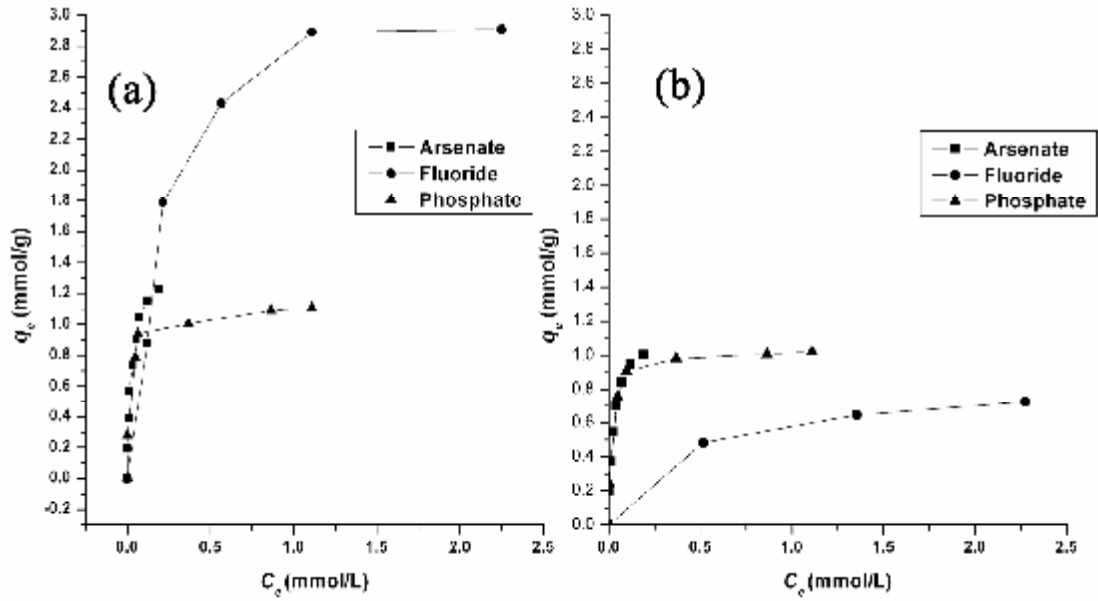 (a)
3.0
2.8
2.6
2.4
2.2
2.0
1.8
1.6
1.4
1.2
1.0
0.8
0.6
0.4
0.2
0.0
-0.2
qe (mmol/g)
Arsenate
Fluoride
Phosphate
0.0 0.5 1.0 1.5 2.0 2.5
Ce (mmol/L)
(b)
3.0
2.8
2.6
2.4
2.2
2.0
1.8
1.6
1.4
1.2
1.0
0.8
0.6
0.4
0.2
0.0
qe (mmol/g)
Arsenate
Fluoride
Phosphate
0.0 0.5 1.0 1.5 2.0 2.5
Ce (mmol/L)